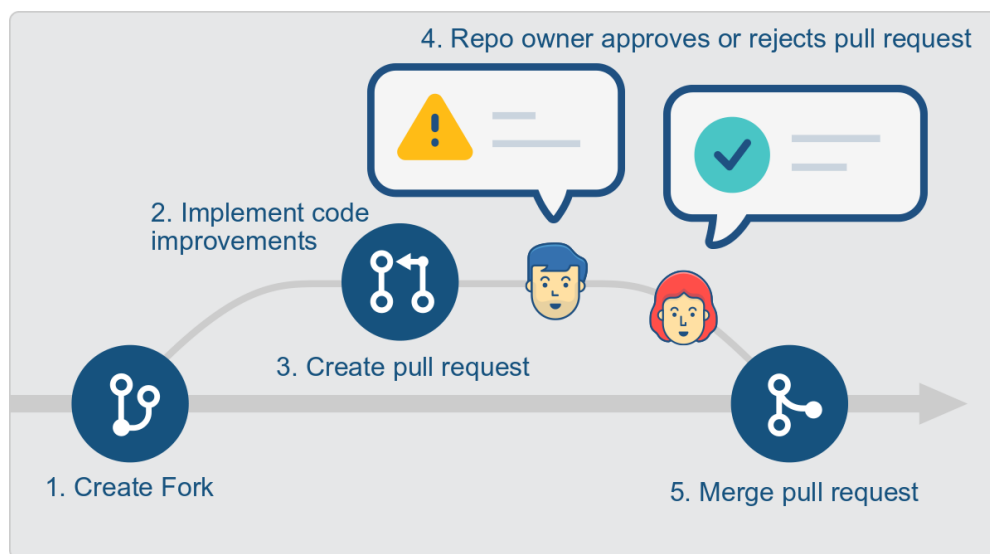 4. Repo owner approves or rejects pull request
2. Implement code
improvements
3. Create pull request
1. Create Fork
5. Merge pull request